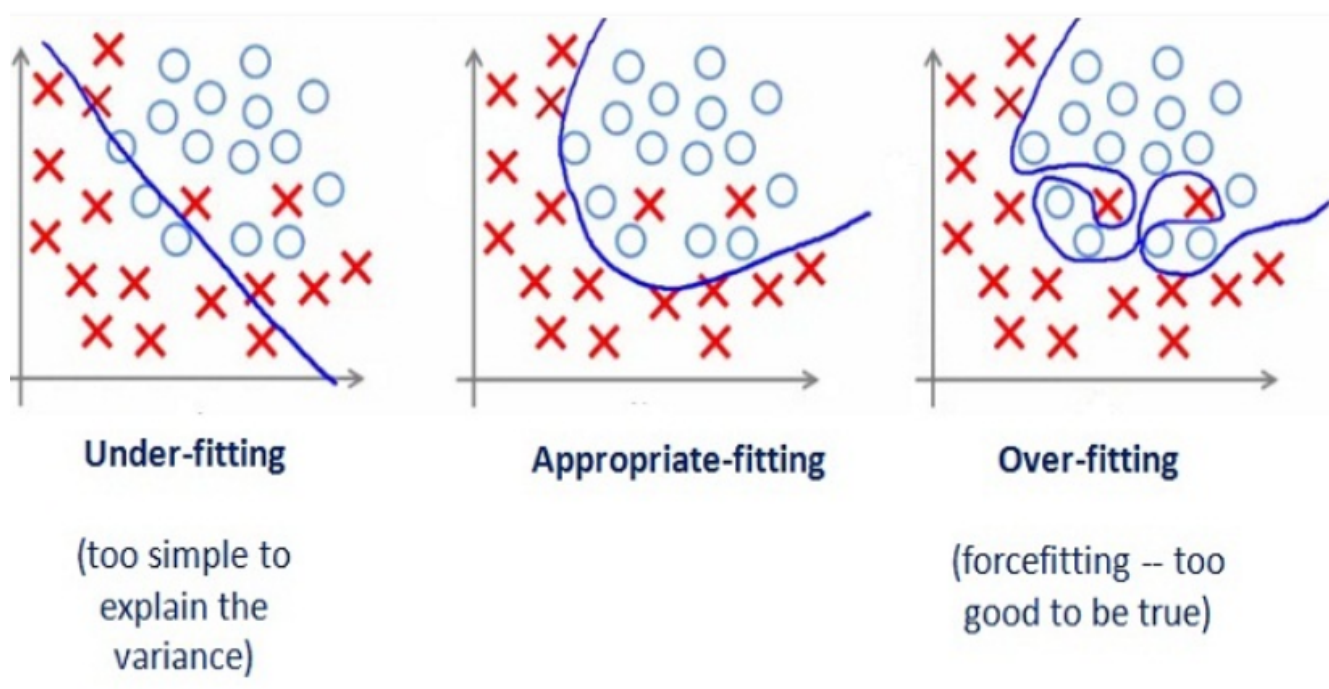 Under-fitting
Appropriate-fitting
Over-fitting
(too simple to
explain the
variance)
(forcefitting -- too
good to be true)